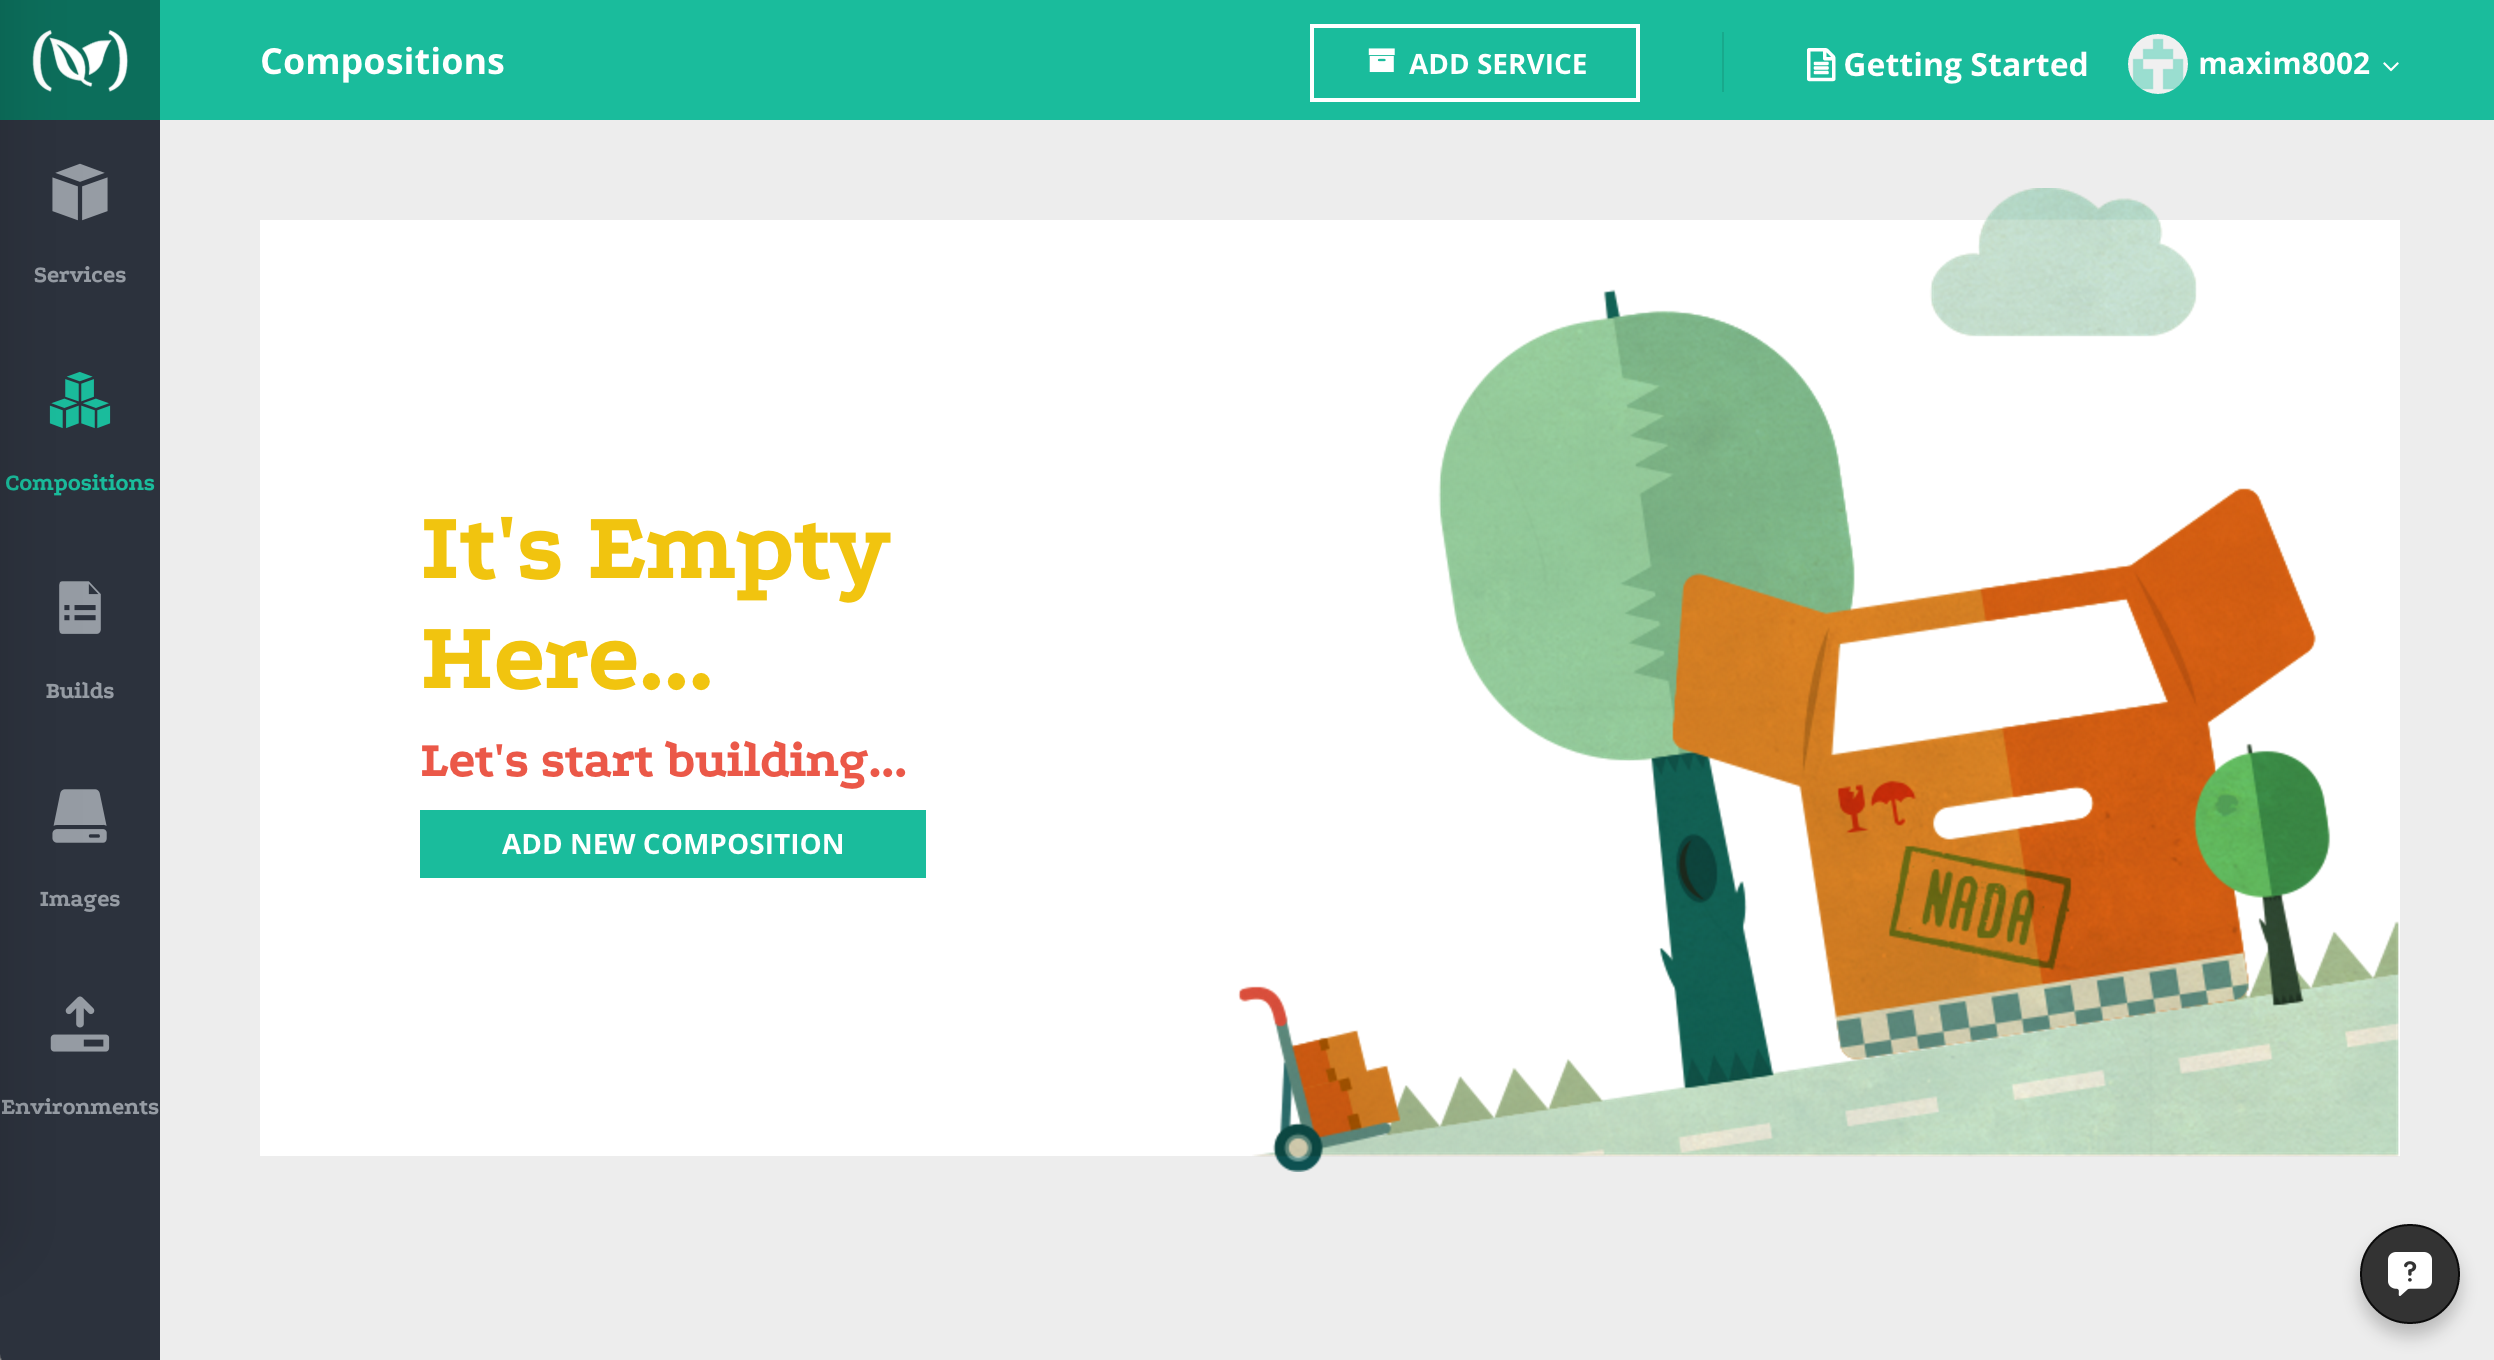 Compositions
ADD SERVICE
Getting Started
maxim8002
Services
Compositions
Builds
Images
Environments
It's Empty
Here...
Let's start building...
ADD NEW COMPOSITION
NADA
?